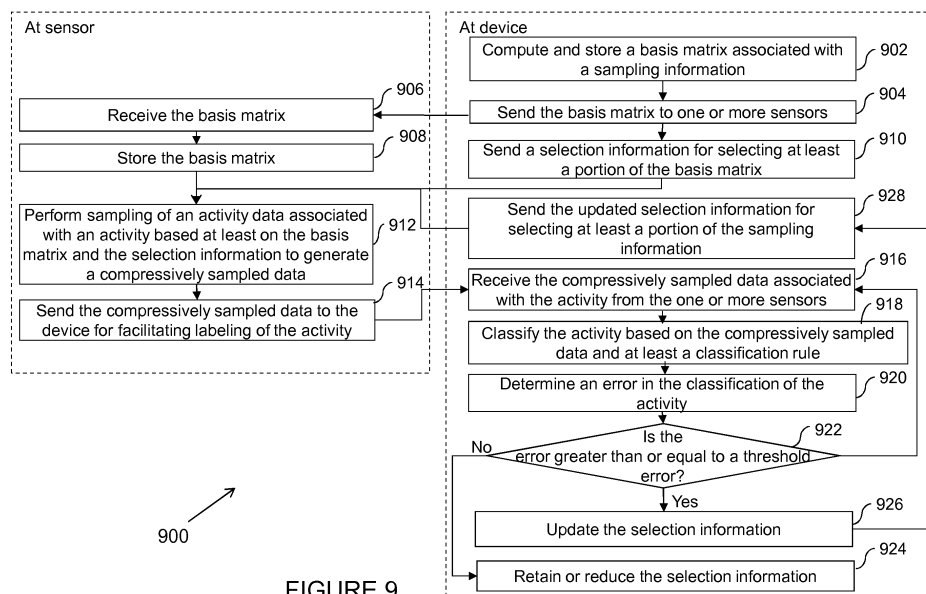 At sensor
At device
Compute and store a basis matrix associated with
a sampling information
902
906
Receive the basis matrix
Send the basis matrix to one or more sensors
904
908
Store the basis matrix
910
Send a selection information for selecting at least
a portion of the basis matrix
Perform sampling of an activity data associated
with an activity based at least on the basis
matrix and the selection information to generate
a compressively sampled data
912
Send the updated selection information for
selecting at least a portion of the sampling
information
928
914
Send the compressively sampled data to the
device for facilitating labeling of the activity
916
Receive the compressively sampled data associated
with the activity from the one or more sensors
918
Classify the activity based on the compressively sampled
data and at least a classification rule
920
Determine an error in the classification of the
activity
922
Is the
error greater than or equal to a threshold
error?
No
Yes
926
Update the selection information
924
Retain or reduce the selection information
900
FIGURE 9